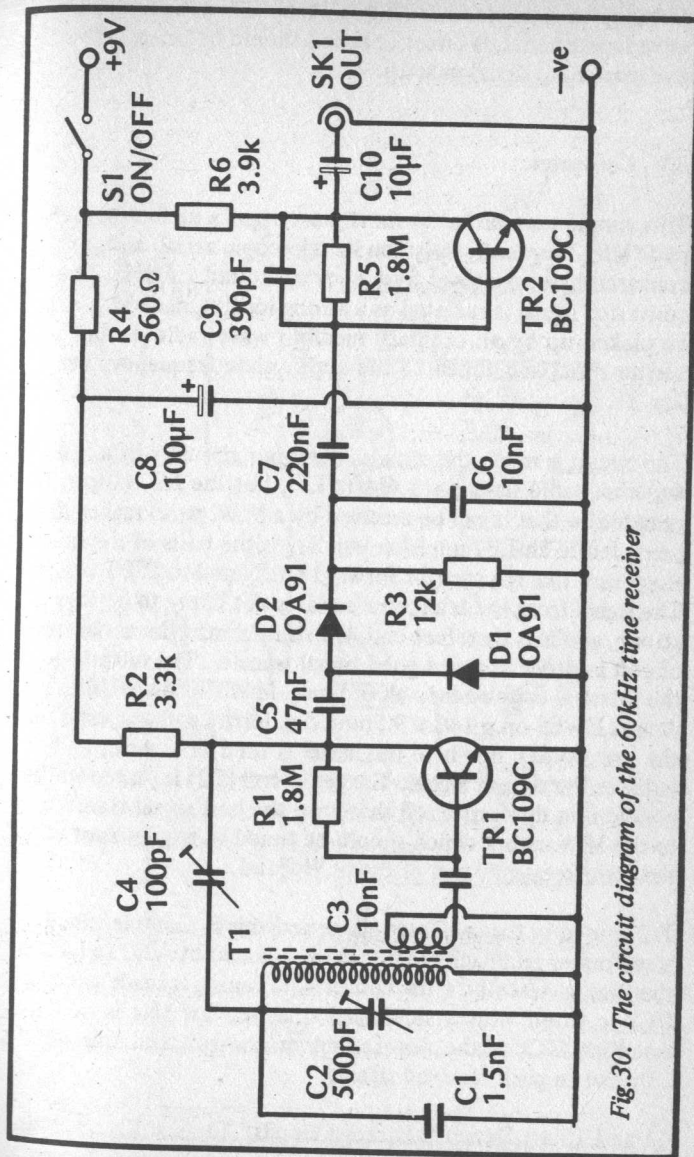 S1
ON/OFF
+9V
R4
560Ω
R2
3.3k
C8
100µF
R6
3.9k
C4
100pF
C9
390pF
T1
R1
1.8M
C5
47nF
D2
OA91
C7
220nF
R5
1.8M
C10
10µF
SK1
OUT
C2
500pF
C3
10nF
C1
1.5nF
TR1
BC109C
D1
OA91
R3
12k
C6
10nF
TR2
BC109C
-ve
Fig.30. The circuit diagram of the 60kHz time receiver